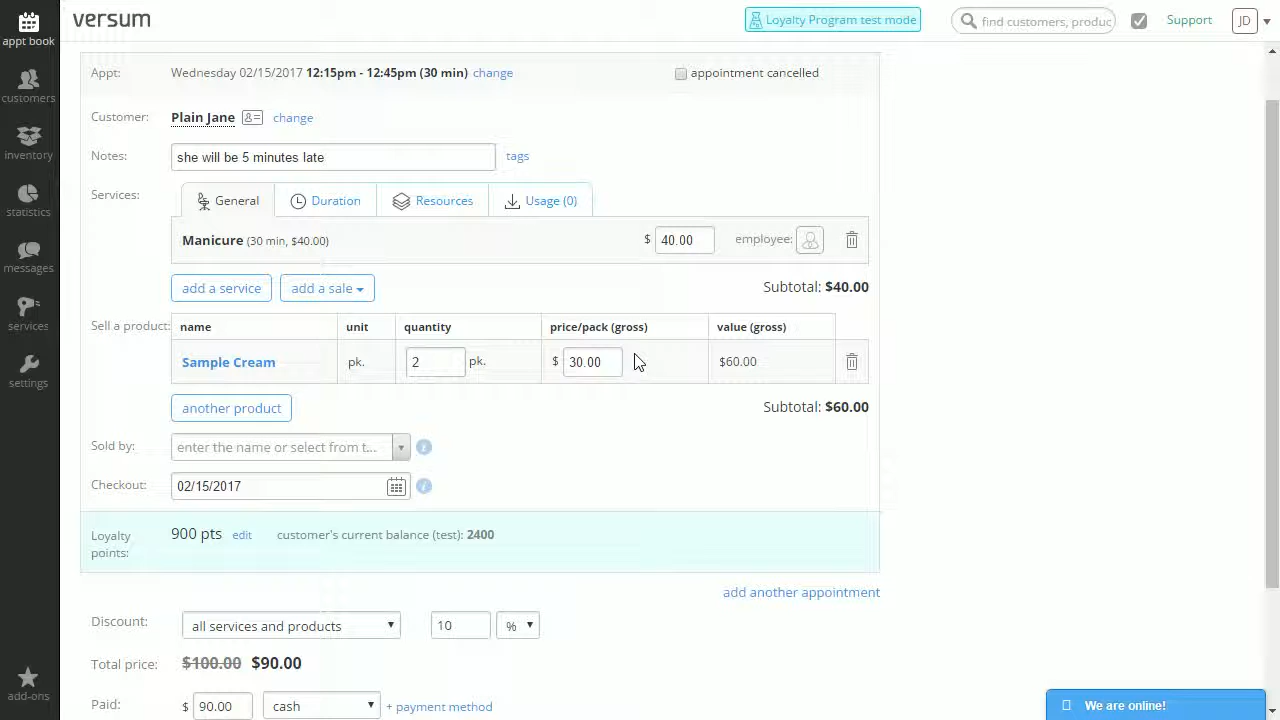 versum
Loyalty Program test mode
find customers, produc
Support
JD
appt book
customers
inventory
statistics
messages
services
settings
add-ons
Appt: Wednesday 02/15/2017 12:15pm - 12:45pm (30 min) change
appointment cancelled
Customer: Plain Jane change
Notes: she will be 5 minutes late tags
Services: General Duration Resources Usage (0)
Manicure (30 min, $40.00) $ 40.00 employee:
add a service add a sale Subtotal: $40.00
Sell a product: name unit quantity price/pack (gross) value (gross)
Sample Cream pk. 2 pk. $ 30.00 $60.00
another product Subtotal: $60.00
Sold by: enter the name or select from t...
Checkout: 02/15/2017
Loyalty points: 900 pts edit customer's current balance (test): 2400
add another appointment
Discount: all services and products 10 %
Total price: $100.00 $90.00
Paid: $ 90.00 cash + payment method
We are online!